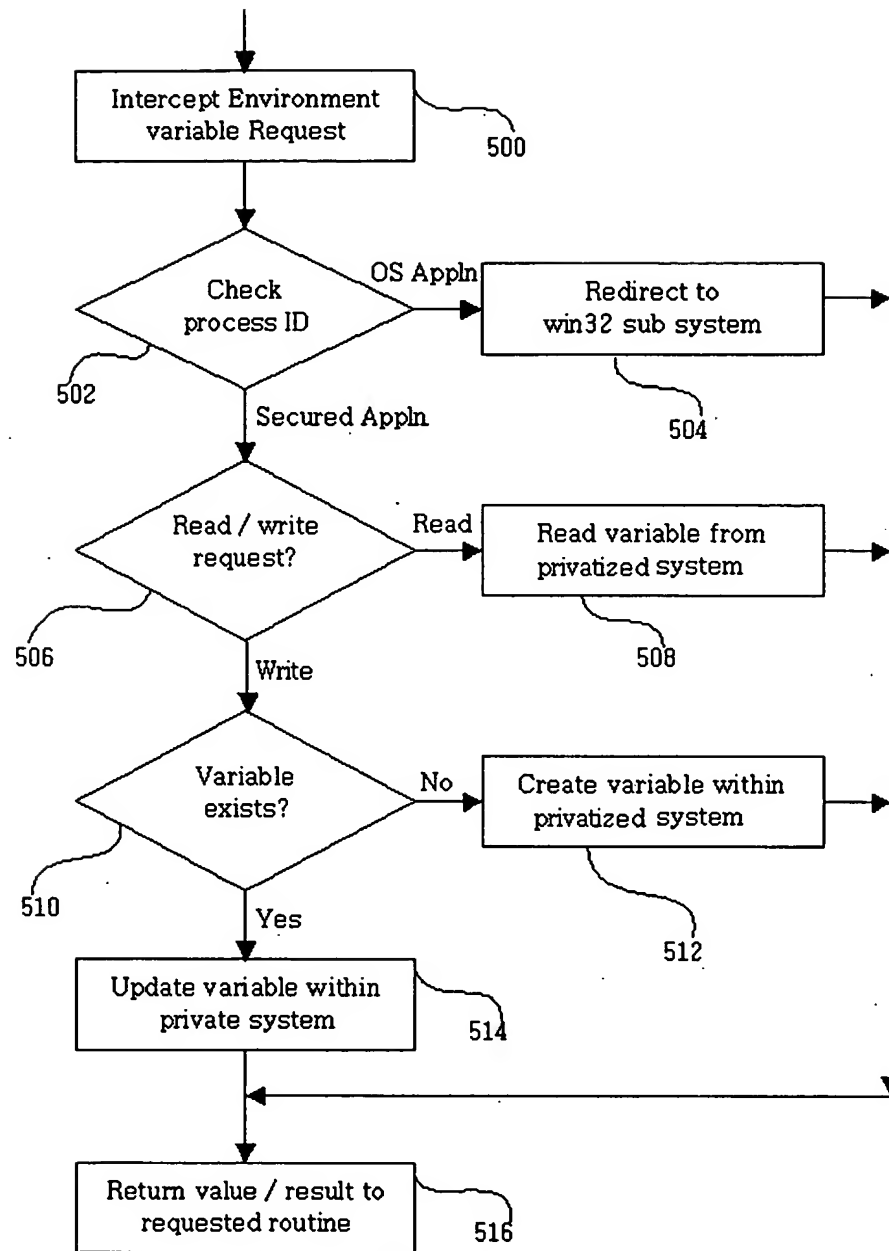 Intercept Environment
variable Request
500
Check
process ID
OS Appln
Redirect to
win32 sub system
502
504
Secured Appln
Read / write
request?
Read
Read variable from
privatized system
506
508
Write
Variable
exists?
No
Create variable within
privatized system
510
512
Yes
Update variable within
private system
514
Return value / result to
requested routine
516